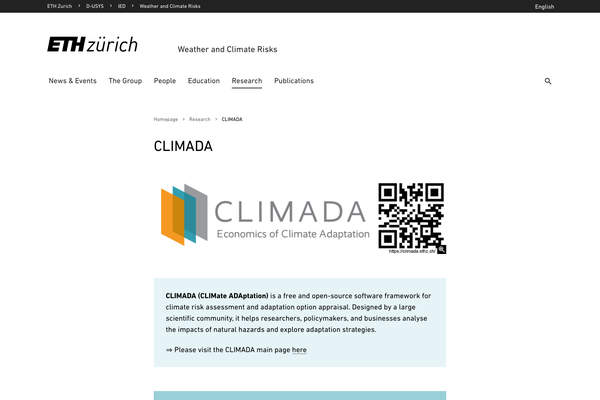 ETH Zurich > D-USYS > IED > Weather and Climate Risks
English
ETH zürich
Weather and Climate Risks
News & Events The Group People Education Research Publications
Homepage > Research > CLIMADA
CLIMADA
CLIMADA
Economics of Climate Adaptation
https://climada.ethz.ch/
CLIMADA (CLIMate ADAptation) is a free and open-source software framework for
climate risk assessment and adaptation option appraisal. Designed by a large
scientific community, it helps researchers, policymakers, and businesses analyse
the impacts of natural hazards and explore adaptation strategies.
⇒ Please visit the CLIMADA main page here